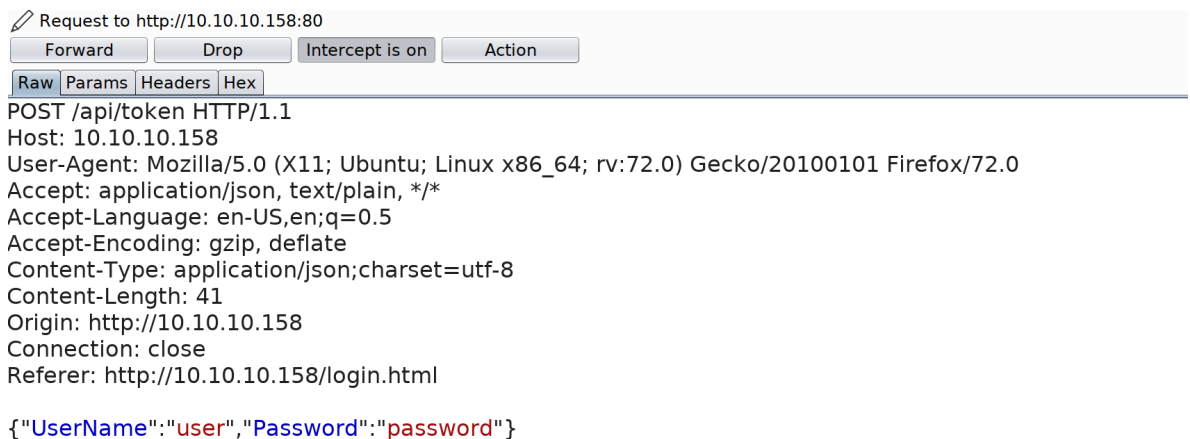 Request to http://10.10.10.158:80
Forward Drop Intercept is on Action
Raw Params Headers Hex
POST /api/token HTTP/1.1
Host: 10.10.10.158
User-Agent: Mozilla/5.0 (X11; Ubuntu; Linux x86_64; rv:72.0) Gecko/20100101 Firefox/72.0
Accept: application/json, text/plain, */*
Accept-Language: en-US,en;q=0.5
Accept-Encoding: gzip, deflate
Content-Type: application/json;charset=utf-8
Content-Length: 41
Origin: http://10.10.10.158
Connection: close
Referer: http://10.10.10.158/login.html
{"UserName":"user","Password":"password"}